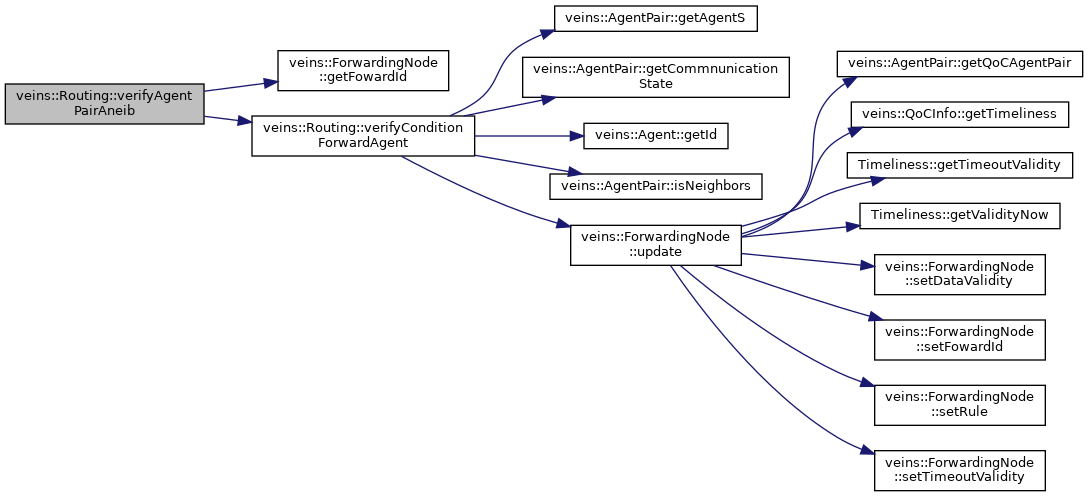 veins::Routing::verifyAgent
PairAneib
veins::ForwardingNode
::getFowardId
veins::Routing::verifyCondition
ForwardAgent
veins::AgentPair::getAgentS
veins::AgentPair::getCommnunication
State
veins::Agent::getId
veins::AgentPair::isNeighbors
veins::ForwardingNode
::update
veins::AgentPair::getQoCAgentPair
veins::QoCInfo::getTimeliness
Timeliness::getTimeoutValidity
Timeliness::getValidityNow
veins::ForwardingNode
::setDataValidity
veins::ForwardingNode
::setFowardId
veins::ForwardingNode
::setRule
veins::ForwardingNode
::setTimeoutValidity